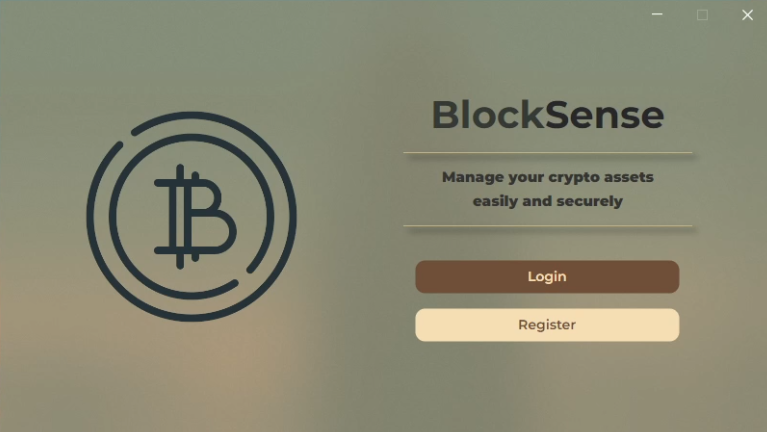 BlockSense
Manage your crypto assets
easily and securely
Login
Register